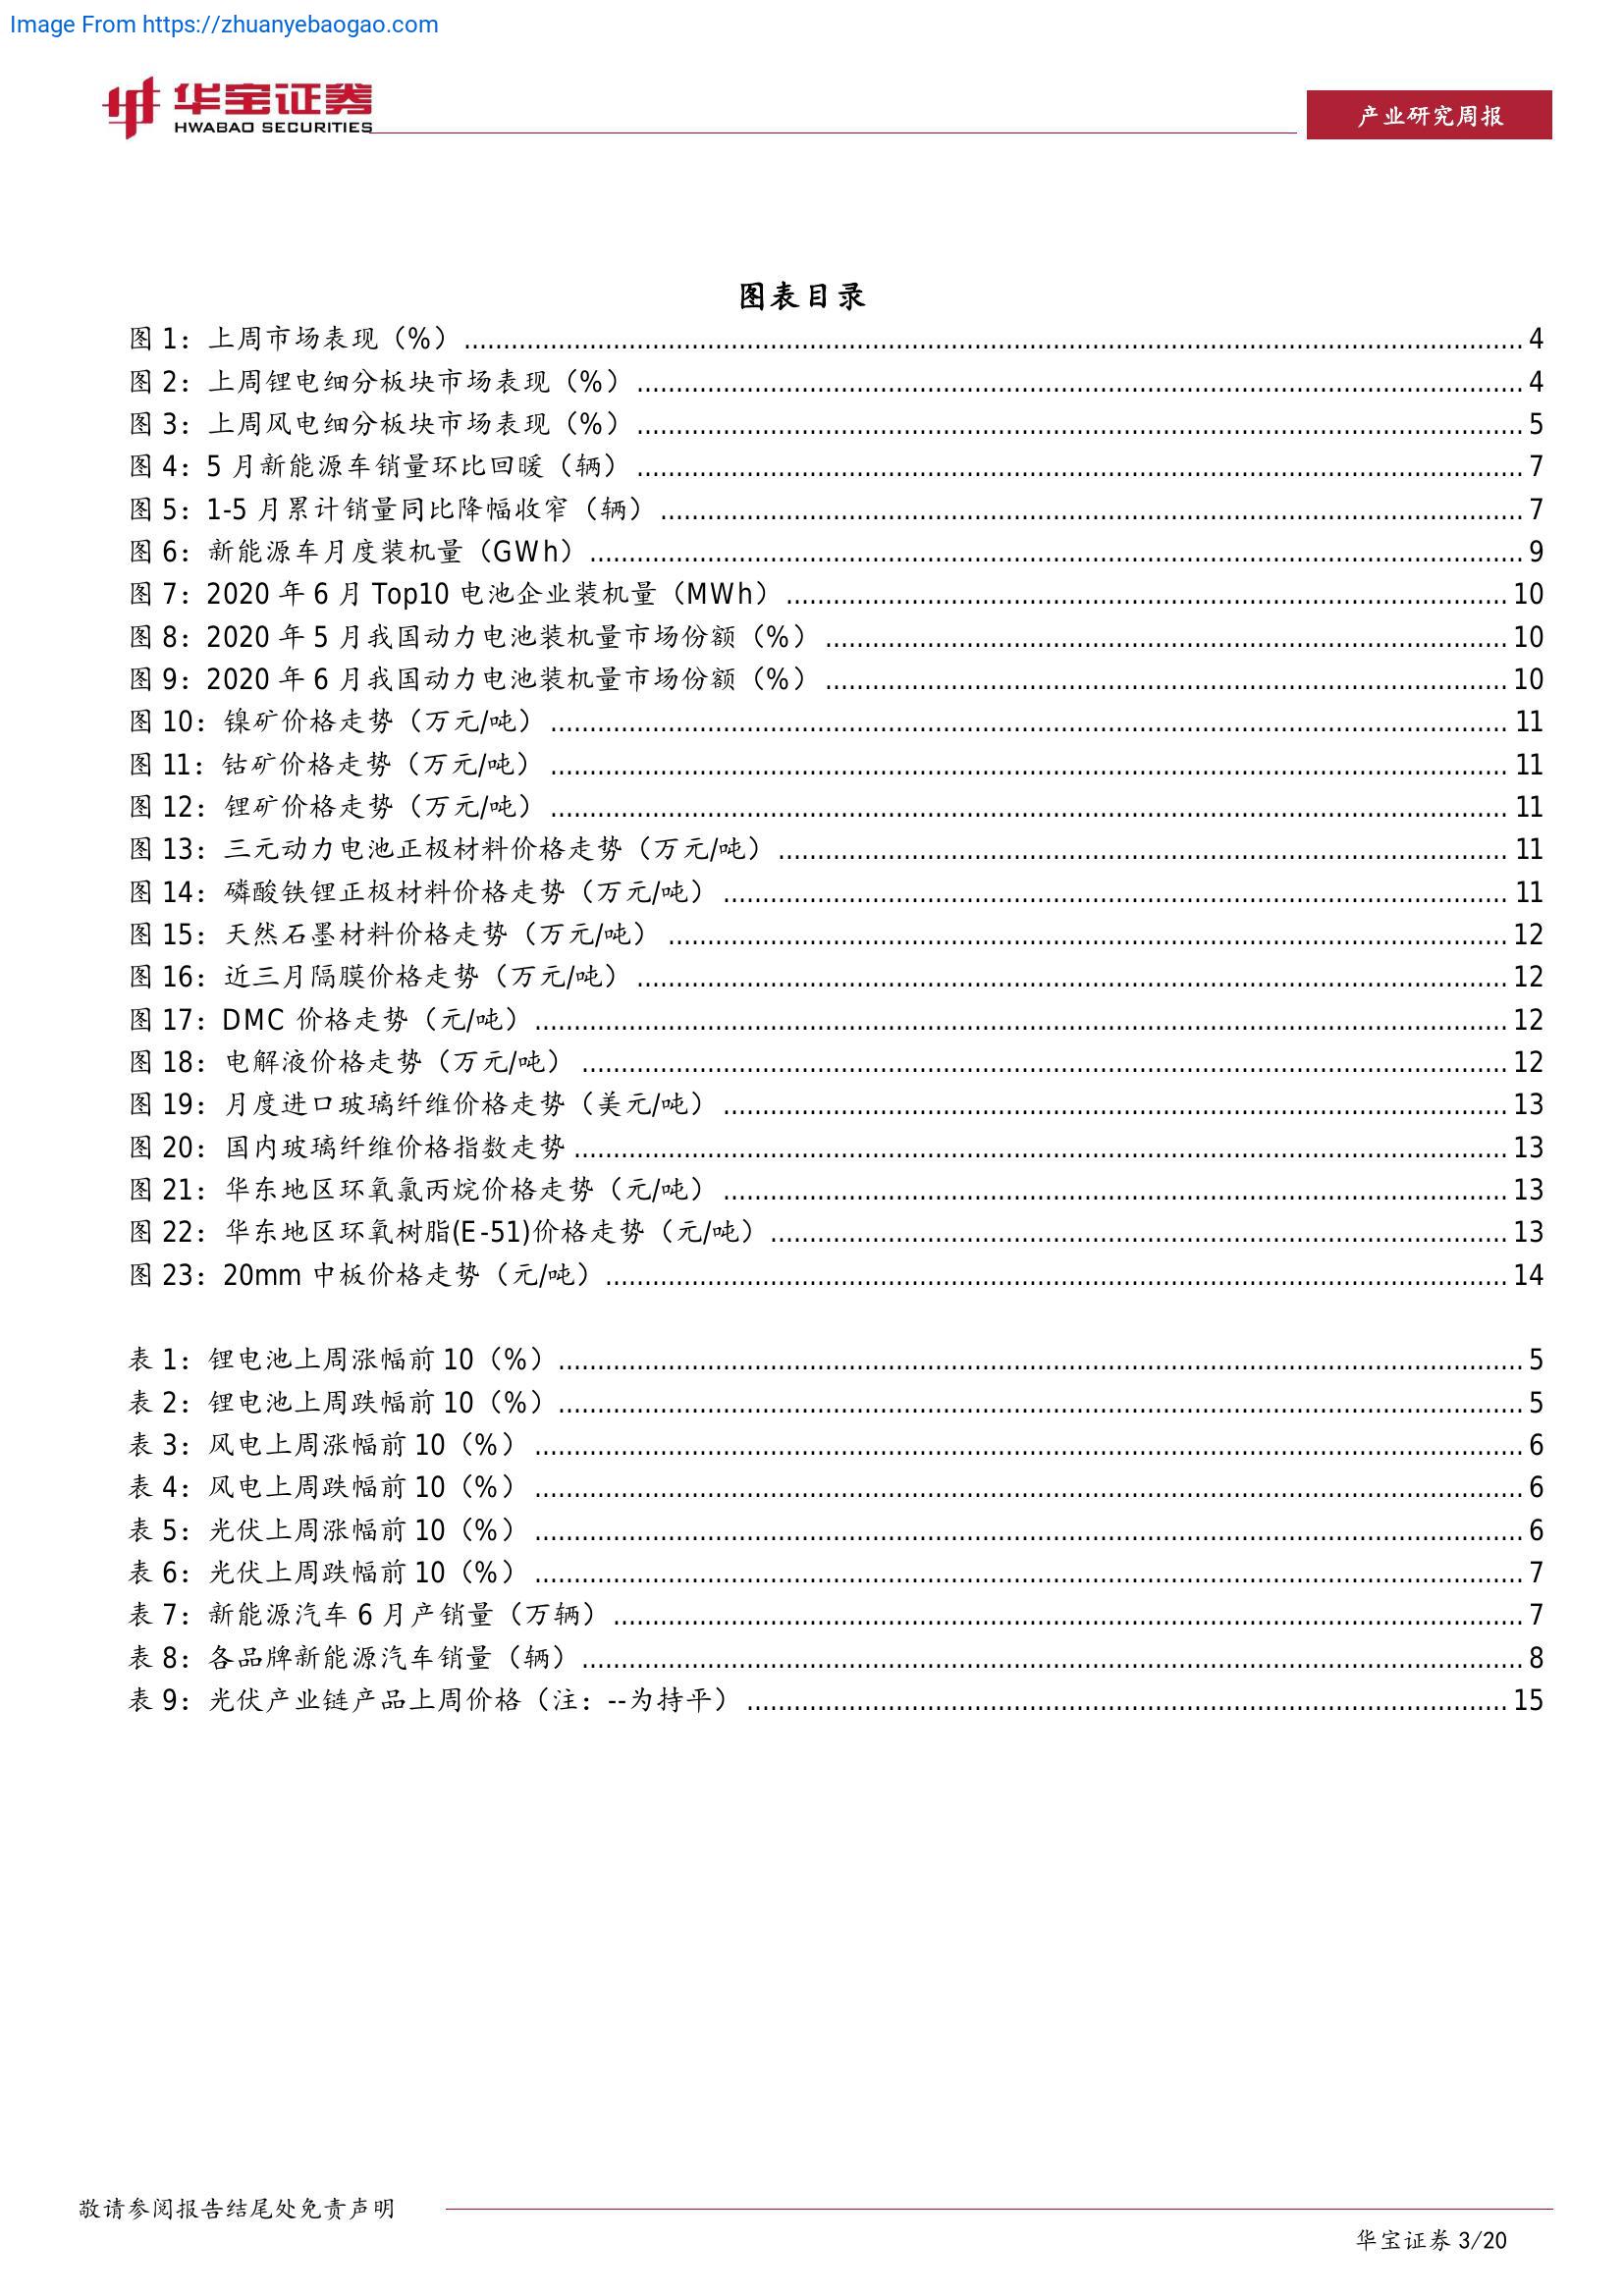 Image From https://zhuanyebaogao.com
华宝证券
HWABAO SECURITIES
产业研究周报
图表目录
图 1：上周市场表现（%）........................................ 4
图 2：上周锂电细分板块市场表现（%）........................................ 4
图 3：上周风电细分板块市场表现（%）........................................ 5
图 4：5 月新能源车销量环比回暖（辆）........................................ 7
图 5：1-5 月累计销量同比降幅收窄（辆）........................................ 7
图 6：新能源车月度装机量（GWh）........................................ 9
图 7：2020 年 6 月 Top10 电池企业装机量（MWh）........................................ 10
图 8：2020 年 5 月我国动力电池装机量市场份额（%）........................................ 10
图 9：2020 年 6 月我国动力电池装机量市场份额（%）........................................ 10
图 10：镍矿价格走势（万元/吨）........................................ 11
图 11：钴矿价格走势（万元/吨）........................................ 11
图 12：锂矿价格走势（万元/吨）........................................ 11
图 13：三元动力电池正极材料价格走势（万元/吨）........................................ 11
图 14：磷酸铁锂正极材料价格走势（万元/吨）........................................ 11
图 15：天然石墨材料价格走势（万元/吨）........................................ 12
图 16：近三月隔膜价格走势（万元/吨）........................................ 12
图 17：DMC 价格走势（元/吨）........................................ 12
图 18：电解液价格走势（万元/吨）........................................ 12
图 19：月度进口玻璃纤维价格走势（美元/吨）........................................ 13
图 20：国内玻璃纤维价格指数走势........................................ 13
图 21：华东地区环氧氯丙烷价格走势（元/吨）........................................ 13
图 22：华东地区环氧树脂(E-51)价格走势（元/吨）........................................ 13
图 23：20mm 中板价格走势（元/吨）........................................ 14
表 1：锂电池上周涨幅前 10（%）........................................ 5
表 2：锂电池上周跌幅前 10（%）........................................ 5
表 3：风电上周涨幅前 10（%）........................................ 6
表 4：风电上周跌幅前 10（%）........................................ 6
表 5：光伏上周涨幅前 10（%）........................................ 6
表 6：光伏上周跌幅前 10（%）........................................ 7
表 7：新能源汽车 6 月产销量（万辆）........................................ 7
表 8：各品牌新能源汽车销量（辆）........................................ 8
表 9：光伏产业链产品上周价格（注：--为持平）........................................ 15
敬请参阅报告结尾处免责声明
华宝证券 3/20